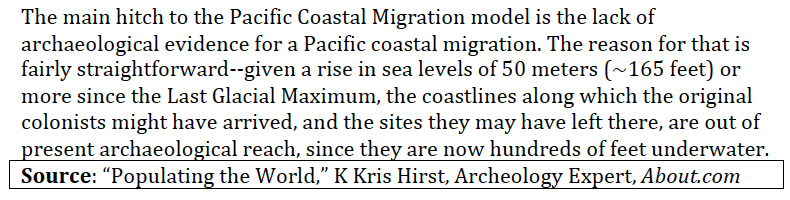 The main hitch to the Pacific Coastal Migration model is the lack of
archaeological evidence for a Pacific coastal migration. The reason for that is
fairly straightforward--given a rise in sea levels of 50 meters (~165 feet) or
more since the Last Glacial Maximum, the coastlines along which the original
colonists might have arrived, and the sites they may have left there, are out of
present archaeological reach, since they are now hundreds of feet underwater.
Source: “Populating the World,” K Kris Hirst, Archeology Expert, About.com